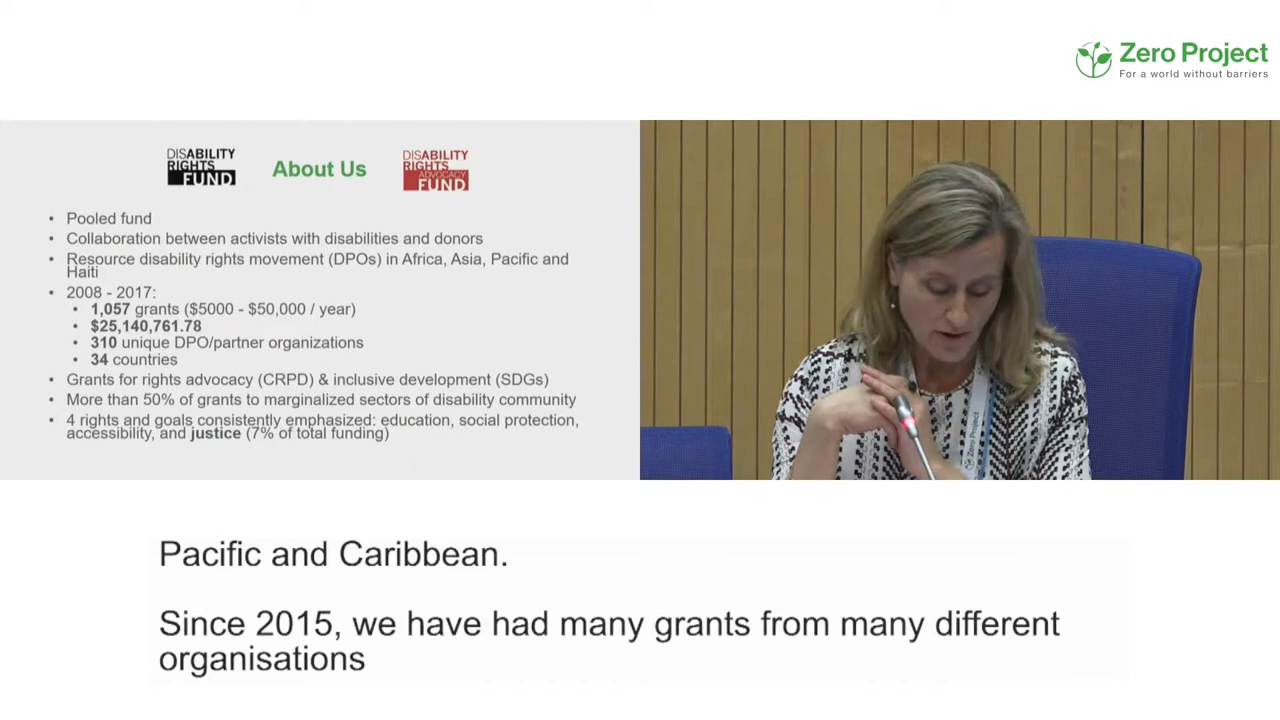 Zero Project
For a world without barriers
DISABILITY
RIGHTS
FUND
About Us
DISABILITY
RIGHTS
ADVOCACY
FUND
• Pooled fund
• Collaboration between activists with disabilities and donors
• Resource disability rights movement (DPOs) in Africa, Asia, Pacific and
Haiti
• 2008 - 2017:
• 1,057 grants ($5000 - $50,000 / year)
• $25,140,761.78
• 310 unique DPO/partner organizations
• 34 countries
• Grants for rights advocacy (CRPD) & inclusive development (SDGs)
• More than 50% of grants to marginalized sectors of disability community
• 4 rights and goals consistently emphasized: education, social protection,
accessibility, and justice (7% of total funding)
Zero Project
Pacific and Caribbean.
Since 2015, we have had many grants from many different
organisations